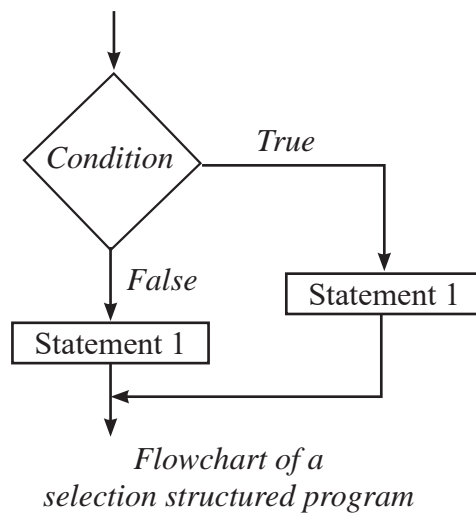 Condition
True
False
Statement 1
Statement 1
Flowchart of a
selection structured program